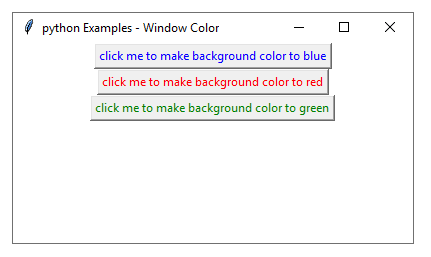 python Examples - Window Color
click me to make background color to blue
click me to make background color to red
click me to make background color to green